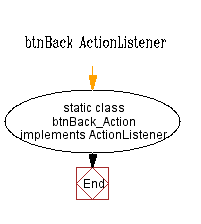 btnBack ActionListener
static class
btnBack_Action
implements ActionListener
End